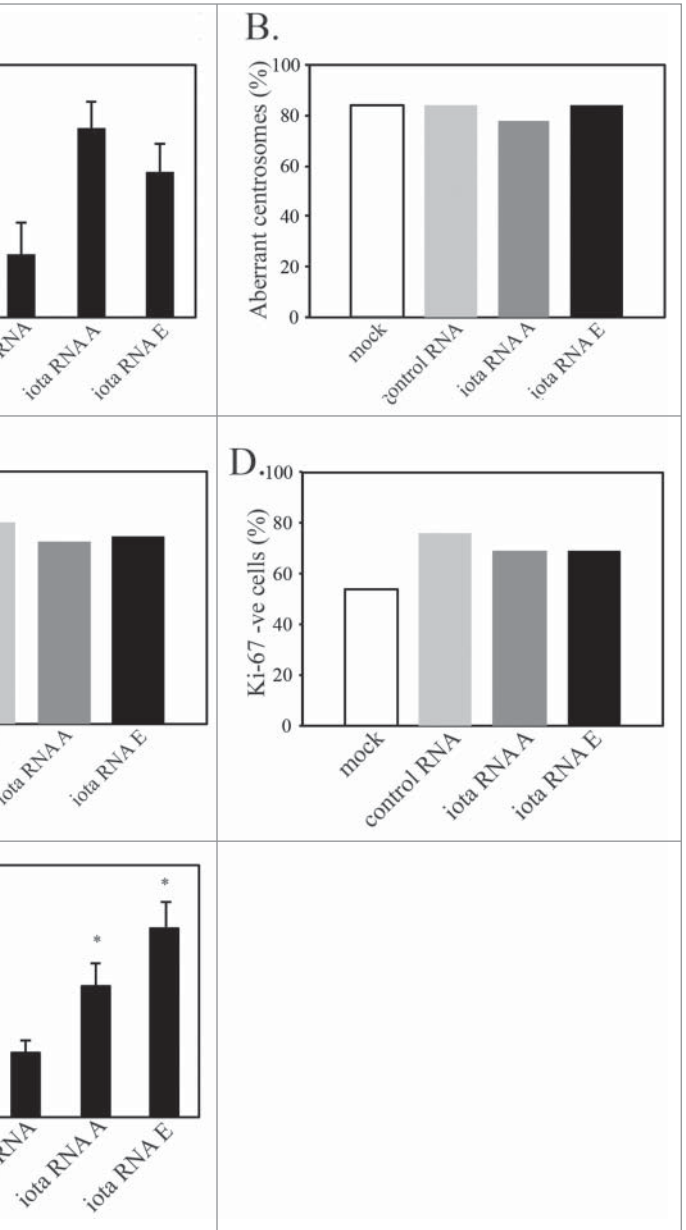 B.
Aberrant centrosomes (%)
100
80
60
40
20
0
RNA
iota RNA A
iota RNA E
mock
control RNA
iota RNA A
iota RNA E
D.
Ki-67 -ve cells (%)
100
80
60
40
20
0
iota RNA A
iota RNA E
mock
control RNA
iota RNA A
iota RNA E
*
*
RNA
iota RNA A
iota RNA E